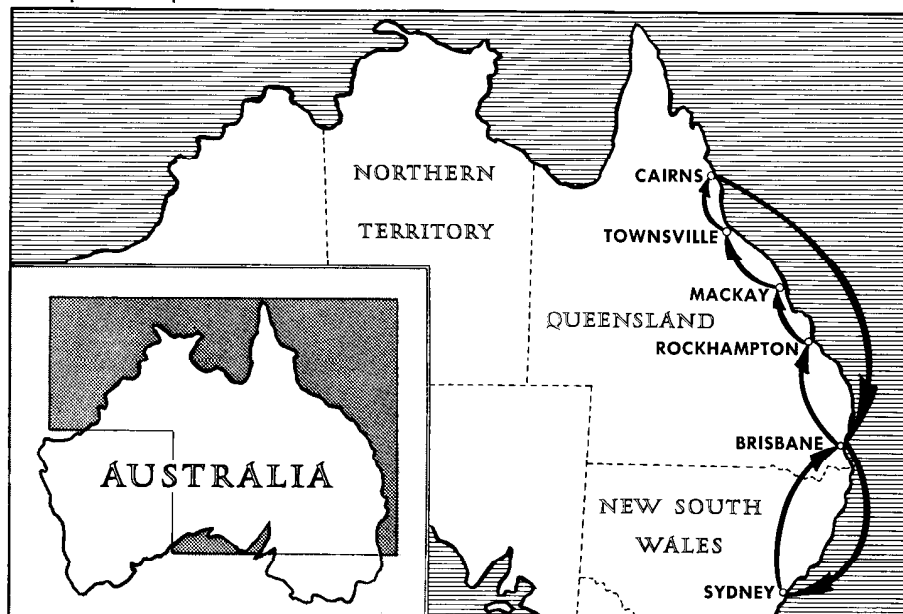 NORTHERN
TERRITORY
CAIRNS
TOWNSVILLE
MACKAY
QUEENSLAND
ROCKHAMPTON
BRISBANE
NEW SOUTH
WALES
SYDNEY
AUSTRALIA